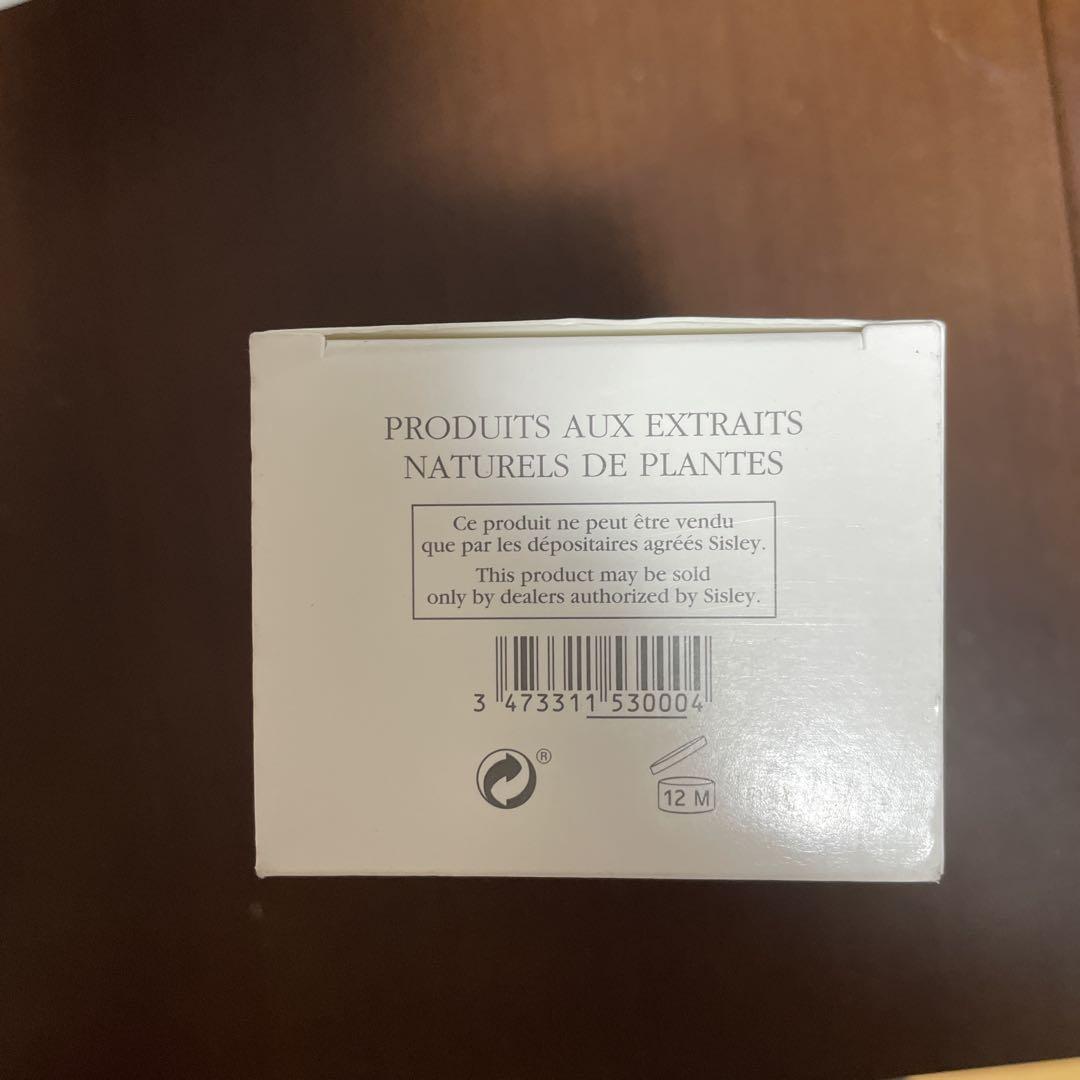 PRODUITS AUX EXTRAITS
NATURELS DE PLANTES
Ce produit ne peut être vendu
que par les dépositaires agréés Sisley.
This product may be sold
only by dealers authorized by Sisley.
3 473311 530004
®
12 M